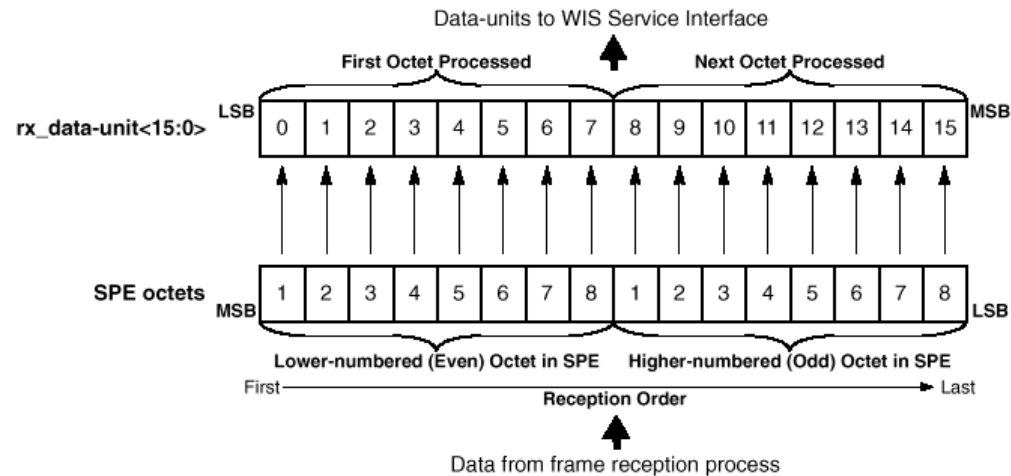 Data-units to WIS Service Interface
First Octet Processed Next Octet Processed
LSB MSB
rx_data-unit<15:0> 0 1 2 3 4 5 6 7 8 9 10 11 12 13 14 15
SPE octets 1 2 3 4 5 6 7 8 1 2 3 4 5 6 7 8
MSB LSB
Lower-numbered (Even) Octet in SPE Higher-numbered (Odd) Octet in SPE
First Last
Reception Order
Data from frame reception process